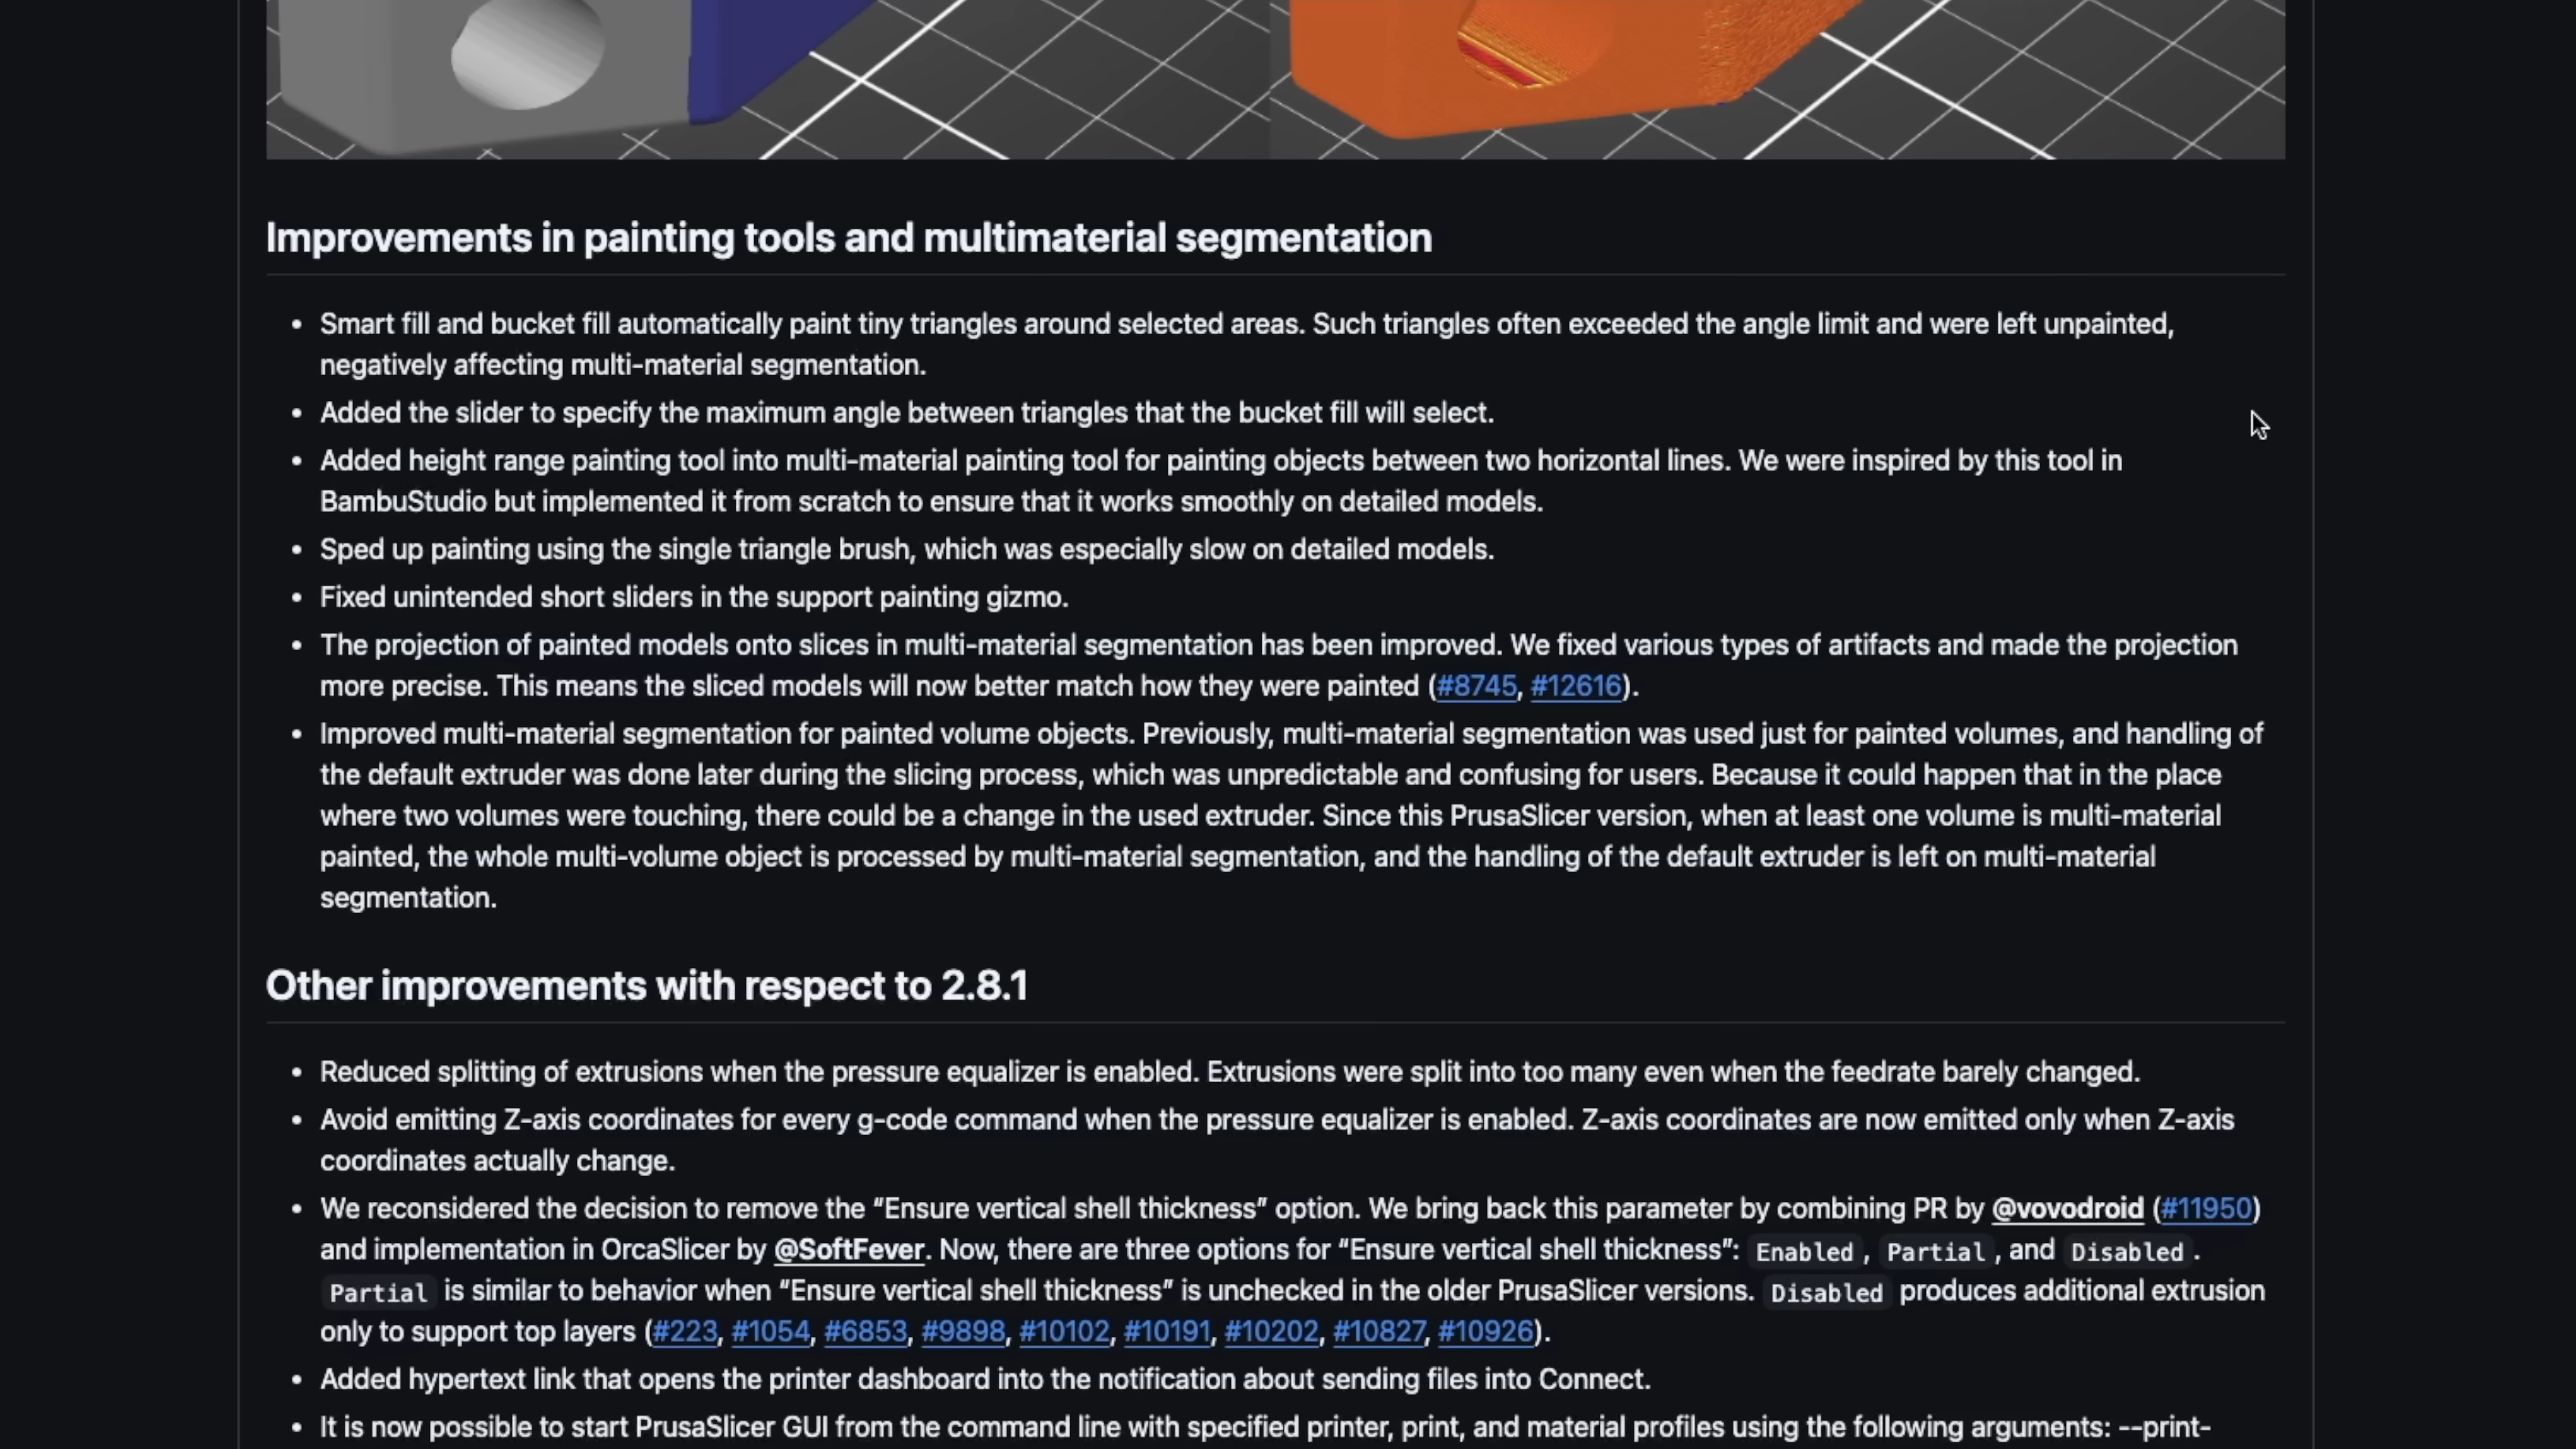 Improvements in painting tools and multimaterial segmentation
• Smart fill and bucket fill automatically paint tiny triangles around selected areas. Such triangles often exceeded the angle limit and were left unpainted,
negatively affecting multi-material segmentation.
• Added the slider to specify the maximum angle between triangles that the bucket fill will select.
• Added height range painting tool into multi-material painting tool for painting objects between two horizontal lines. We were inspired by this tool in
BambuStudio but implemented it from scratch to ensure that it works smoothly on detailed models.
• Sped up painting using the single triangle brush, which was especially slow on detailed models.
• Fixed unintended short sliders in the support painting gizmo.
• The projection of painted models onto slices in multi-material segmentation has been improved. We fixed various types of artifacts and made the projection
more precise. This means the sliced models will now better match how they were painted (#8745, #12616).
• Improved multi-material segmentation for painted volume objects. Previously, multi-material segmentation was used just for painted volumes, and handling of
the default extruder was done later during the slicing process, which was unpredictable and confusing for users. Because it could happen that in the place
where two volumes were touching, there could be a change in the used extruder. Since this PrusaSlicer version, when at least one volume is multi-material
painted, the whole multi-volume object is processed by multi-material segmentation, and the handling of the default extruder is left on multi-material
segmentation.
Other improvements with respect to 2.8.1
• Reduced splitting of extrusions when the pressure equalizer is enabled. Extrusions were split into too many even when the feedrate barely changed.
• Avoid emitting Z-axis coordinates for every g-code command when the pressure equalizer is enabled. Z-axis coordinates are now emitted only when Z-axis
coordinates actually change.
• We reconsidered the decision to remove the “Ensure vertical shell thickness” option. We bring back this parameter by combining PR by @vovodroid (#11950)
and implementation in OrcaSlicer by @SoftFever. Now, there are three options for “Ensure vertical shell thickness”: Enabled, Partial, and Disabled.
Partial is similar to behavior when “Ensure vertical shell thickness” is unchecked in the older PrusaSlicer versions. Disabled produces additional extrusion
only to support top layers (#223, #1054, #6853, #9898, #10102, #10191, #10202, #10827, #10926).
• Added hypertext link that opens the printer dashboard into the notification about sending files into Connect.
• It is now possible to start PrusaSlicer GUI from the command line with specified printer, print, and material profiles using the following arguments: --print-